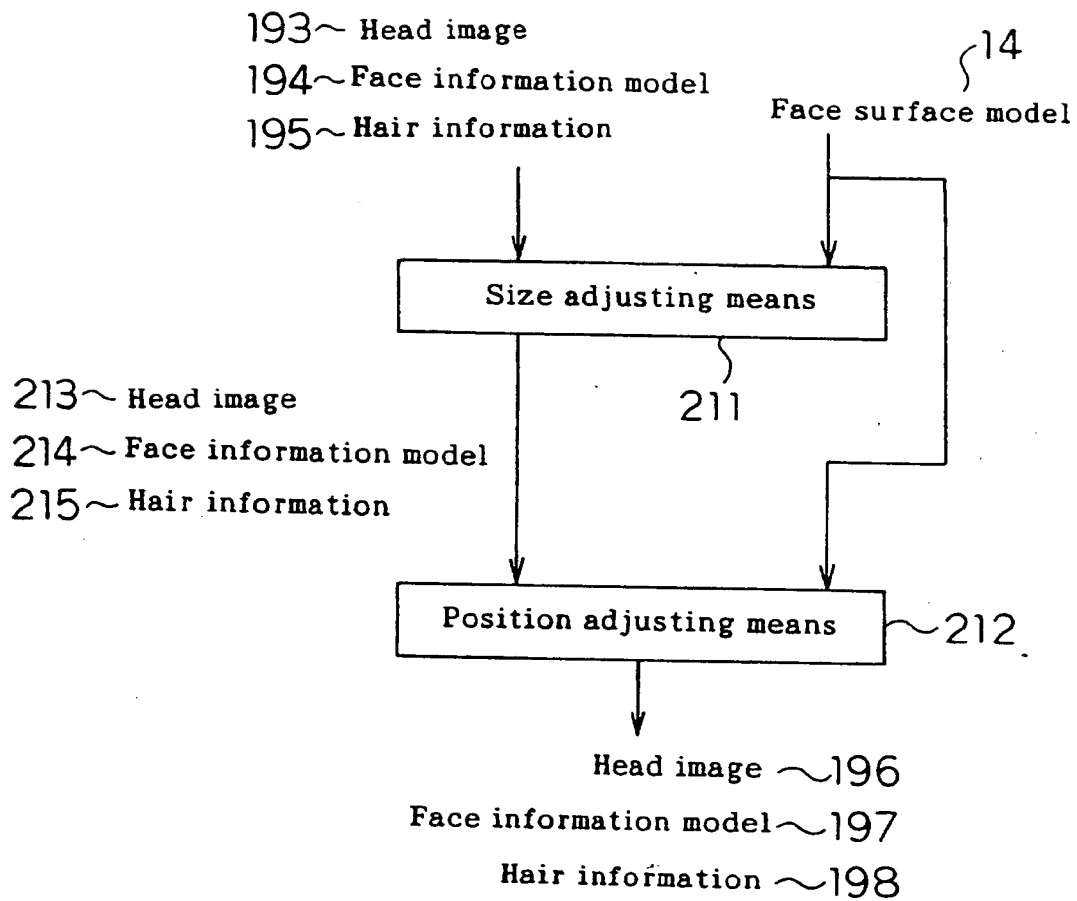 193 Head image
14
194 Face information model
Face surface model
195 Hair information
Size adjusting means
211
213 Head image
214 Face information model
215 Hair information
Position adjusting means
212
Head image 196
Face information model 197
Hair information 198